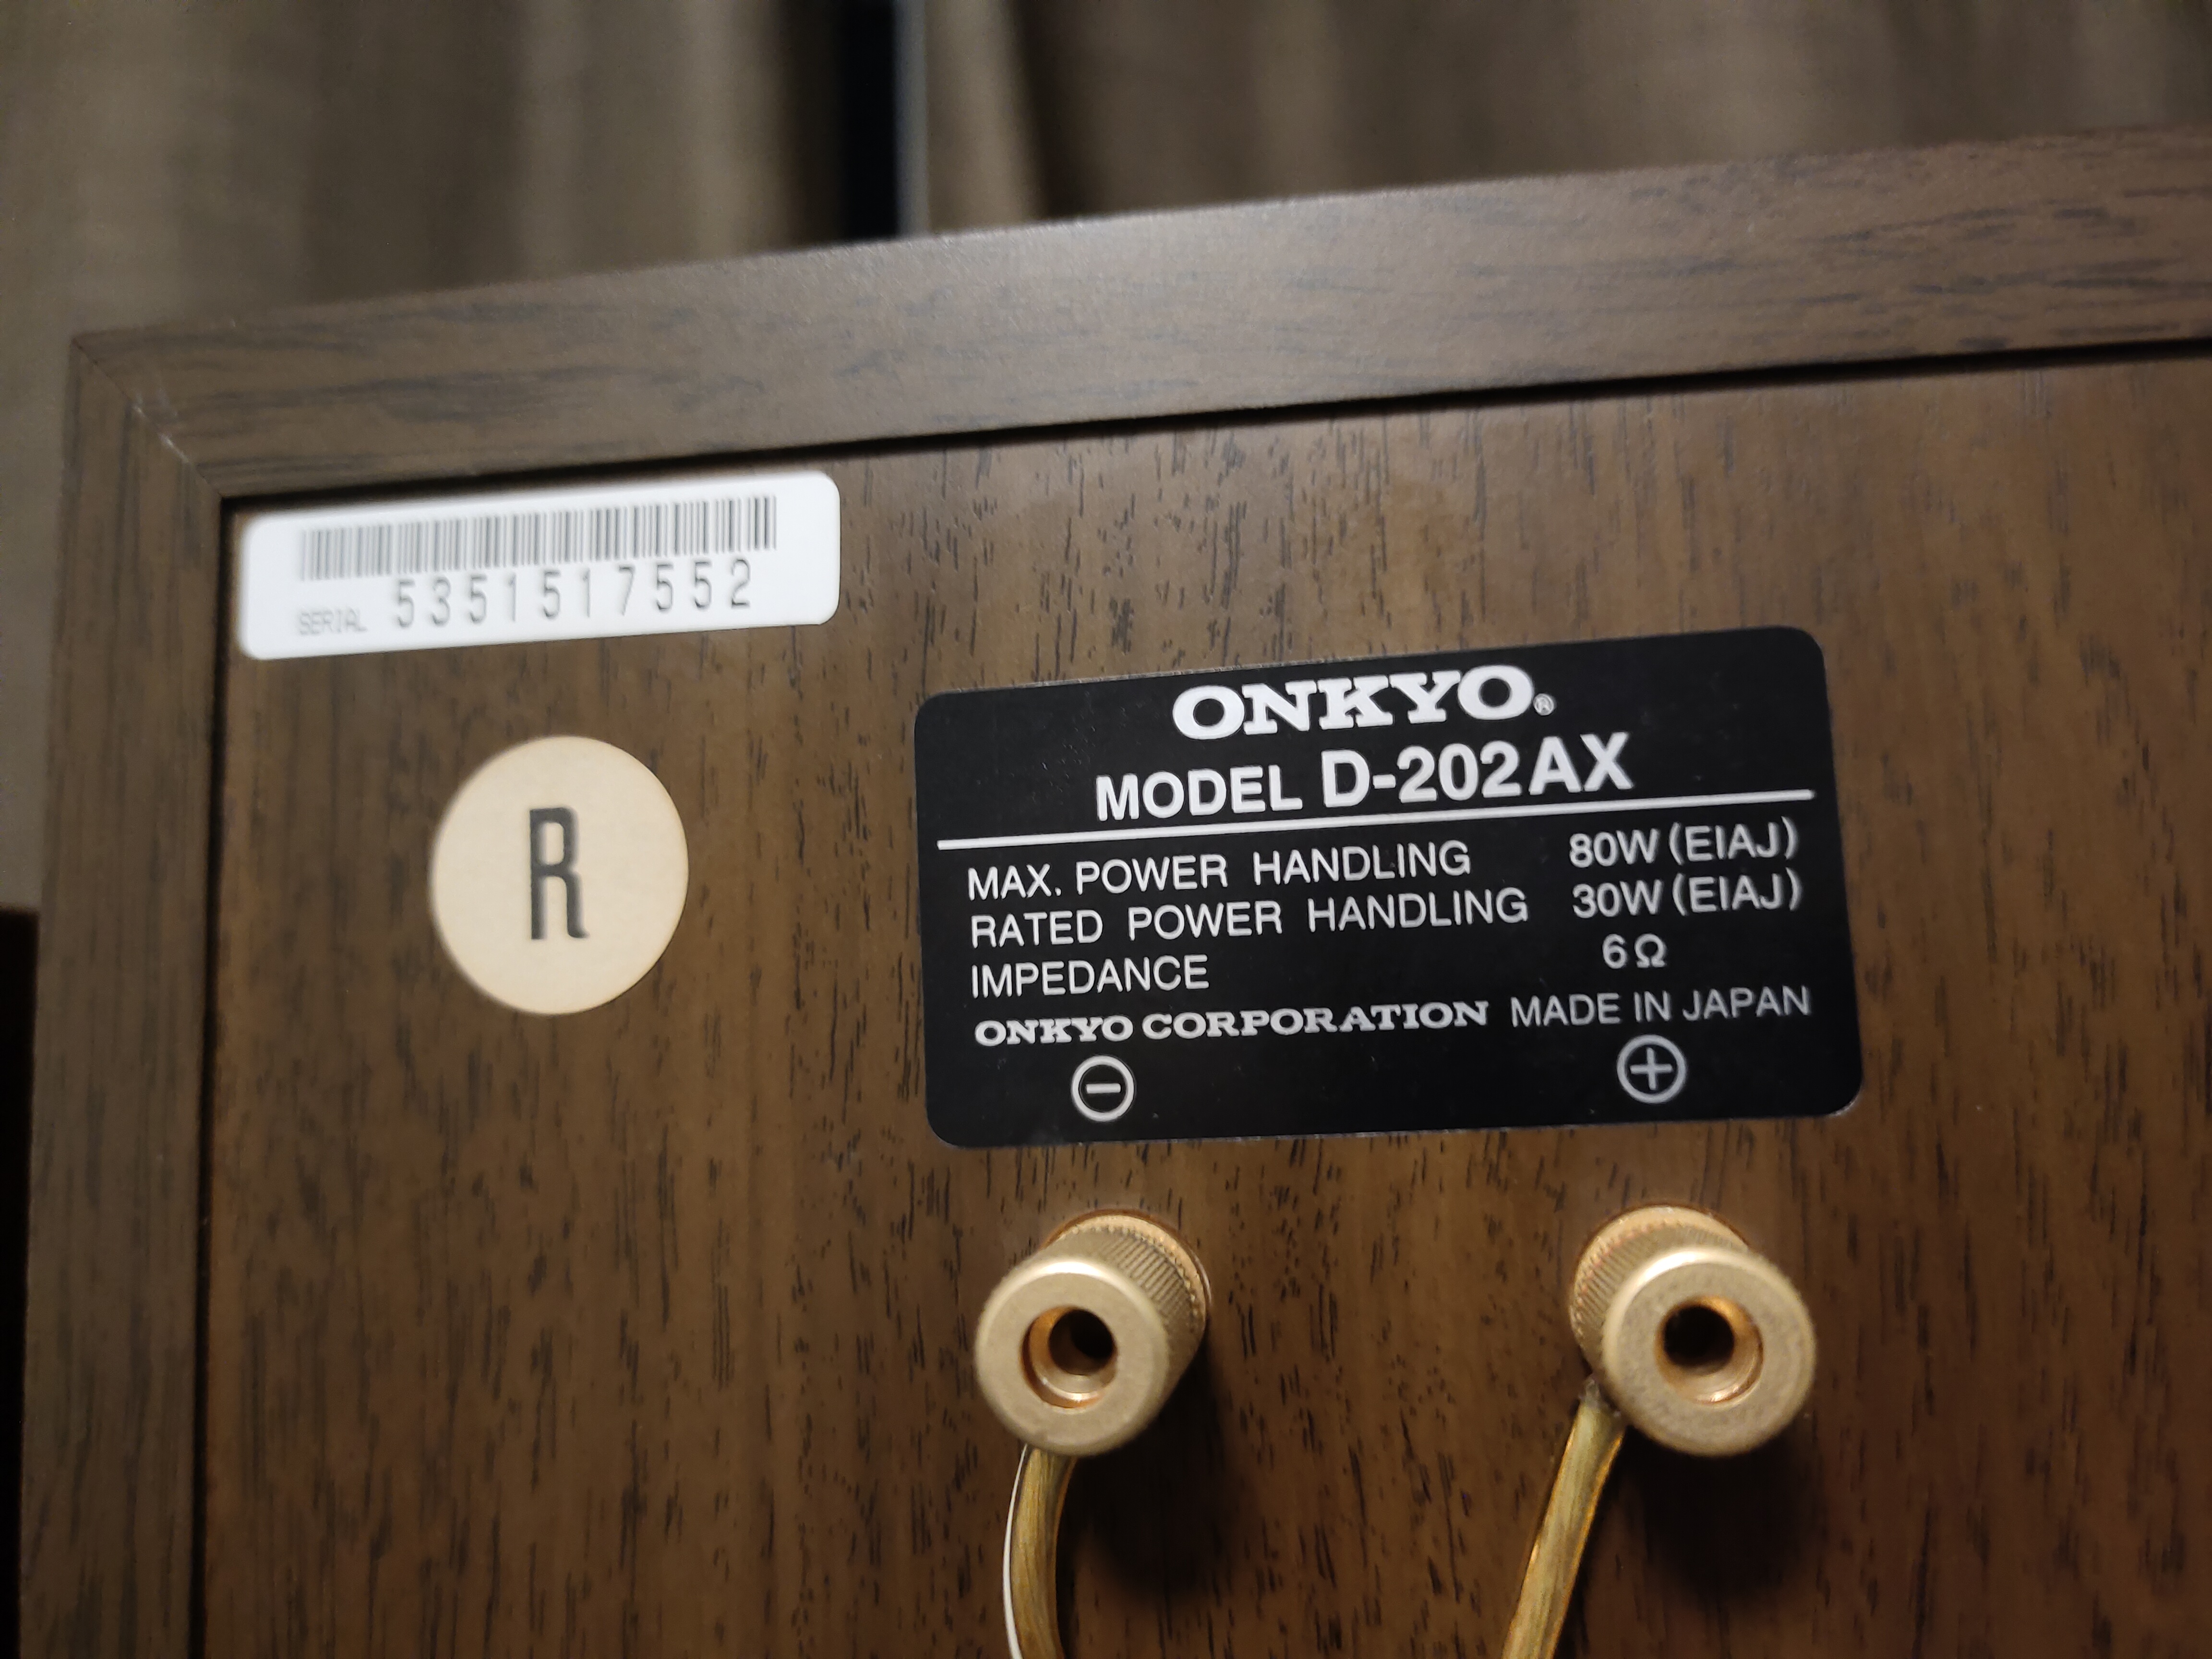 SERIAL 5351517552
R
ONKYO®
MODEL D-202AX
MAX. POWER HANDLING 80W (EIAJ)
RATED POWER HANDLING 30W (EIAJ)
IMPEDANCE 6Ω
ONKYO CORPORATION MADE IN JAPAN
⊖ ⊕